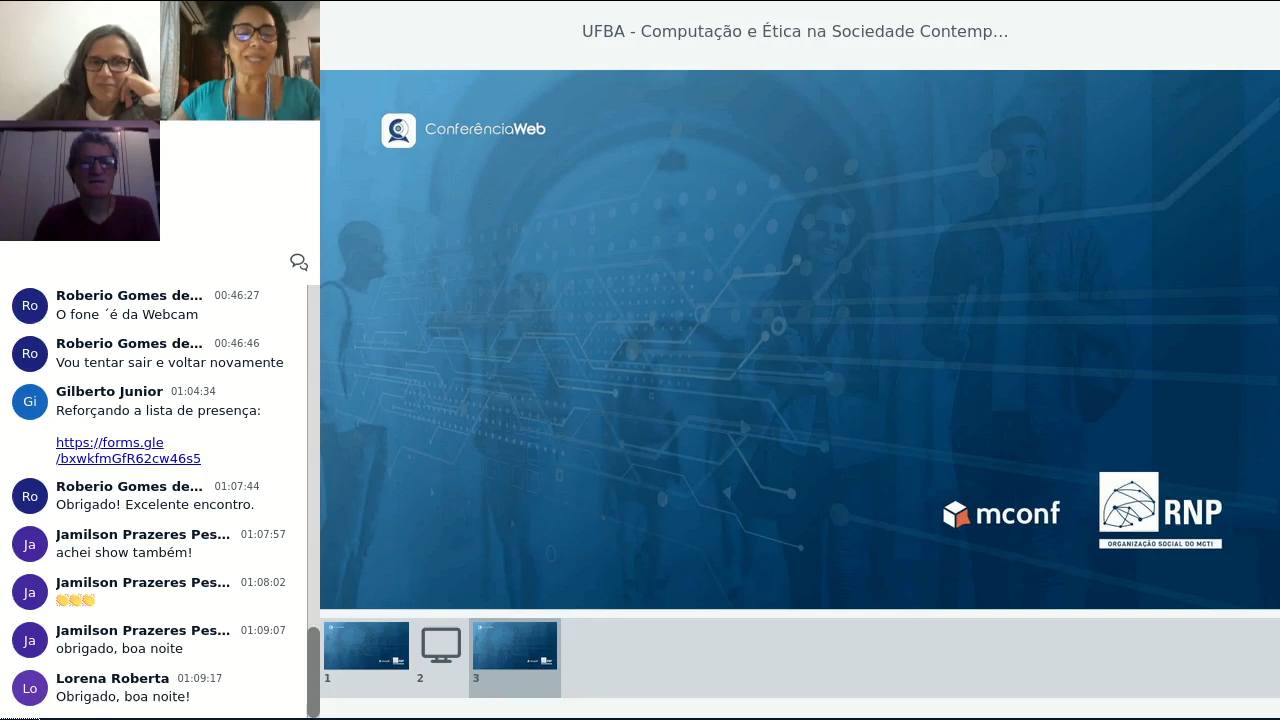 UFBA - Computação e Ética na Sociedade Contemp...
ConferênciaWeb
Ro
Roberio Gomes de... 00:46:27
O fone ´é da Webcam
Ro
Roberio Gomes de... 00:46:46
Vou tentar sair e voltar novamente
Gi
Gilberto Junior 01:04:34
Reforçando a lista de presença:
https://forms.gle
/bxwkfmGfR62cw46s5
Ro
Roberio Gomes de... 01:07:44
Obrigado! Excelente encontro.
Ja
Jamilson Prazeres Pes... 01:07:57
achei show também!
Ja
Jamilson Prazeres Pes... 01:08:02
👏👏👏
Ja
Jamilson Prazeres Pes... 01:09:07
obrigado, boa noite
Lo
Lorena Roberta 01:09:17
Obrigado, boa noite!
mconf
RNP
ORGANIZAÇÃO SOCIAL DO MCTI
1
2
3